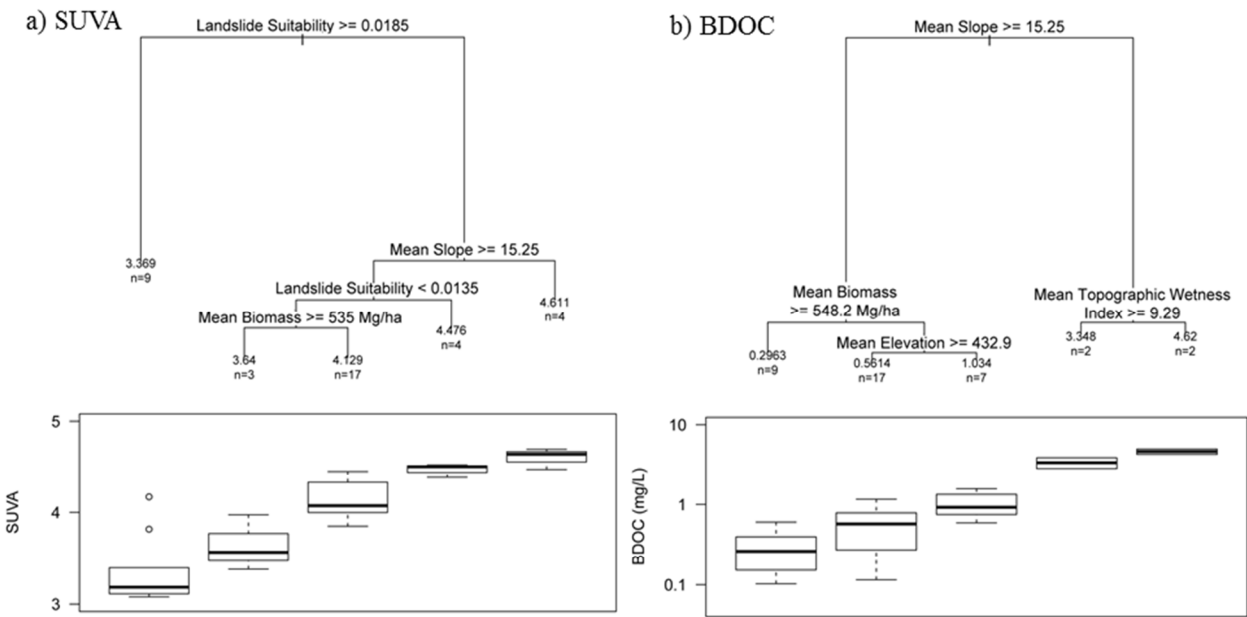 a) SUVA
Landslide Suitability >= 0.0185
3.369
n=9
Mean Slope >= 15.25
Landslide Suitability < 0.0135
4.611
n=4
Mean Biomass >= 535 Mg/ha
4.476
n=4
3.64
n=3
4.129
n=17
5
4
3
SUVA
b) BDOC
Mean Slope >= 15.25
Mean Biomass
>= 548.2 Mg/ha
Mean Topographic Wetness
Index >= 9.29
0.2963
n=9
Mean Elevation >= 432.9
0.5614
n=17
1.034
n=7
3.348
n=2
4.62
n=2
10
1
0.1
BDOC (mg/L)